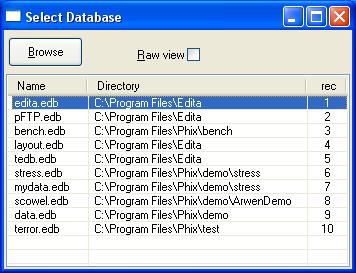 Select Database
Browse
Raw view
Name Directory rec
edita.edb C:\Program Files\Edita 1
pFTP.edb C:\Program Files\Edita 2
bench.edb C:\Program Files\Phix\bench 3
layout.edb C:\Program Files\Edita 4
tedb.edb C:\Program Files\Edita 5
stress.edb C:\Program Files\Phix\demo\stress 6
mydata.edb C:\Program Files\Phix\demo\stress 7
scowel.edb C:\Program Files\Phix\demo\ArwenDemo 8
data.edb C:\Program Files\Phix\demo 9
terror.edb C:\Program Files\Phix\test 10